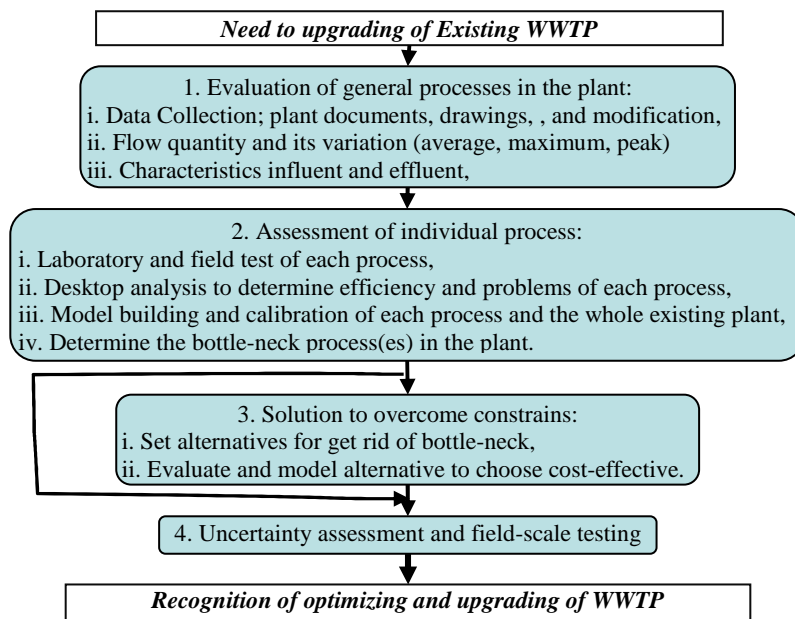 Need to upgrading of Existing WWTP
1. Evaluation of general processes in the plant:
i. Data Collection; plant documents, drawings, , and modification,
ii. Flow quantity and its variation (average, maximum, peak)
iii. Characteristics influent and effluent,
2. Assessment of individual process:
i. Laboratory and field test of each process,
ii. Desktop analysis to determine efficiency and problems of each process,
iii. Model building and calibration of each process and the whole existing plant,
iv. Determine the bottle-neck process(es) in the plant.
3. Solution to overcome constrains:
i. Set alternatives for get rid of bottle-neck,
ii. Evaluate and model alternative to choose cost-effective.
4. Uncertainty assessment and field-scale testing
Recognition of optimizing and upgrading of WWTP